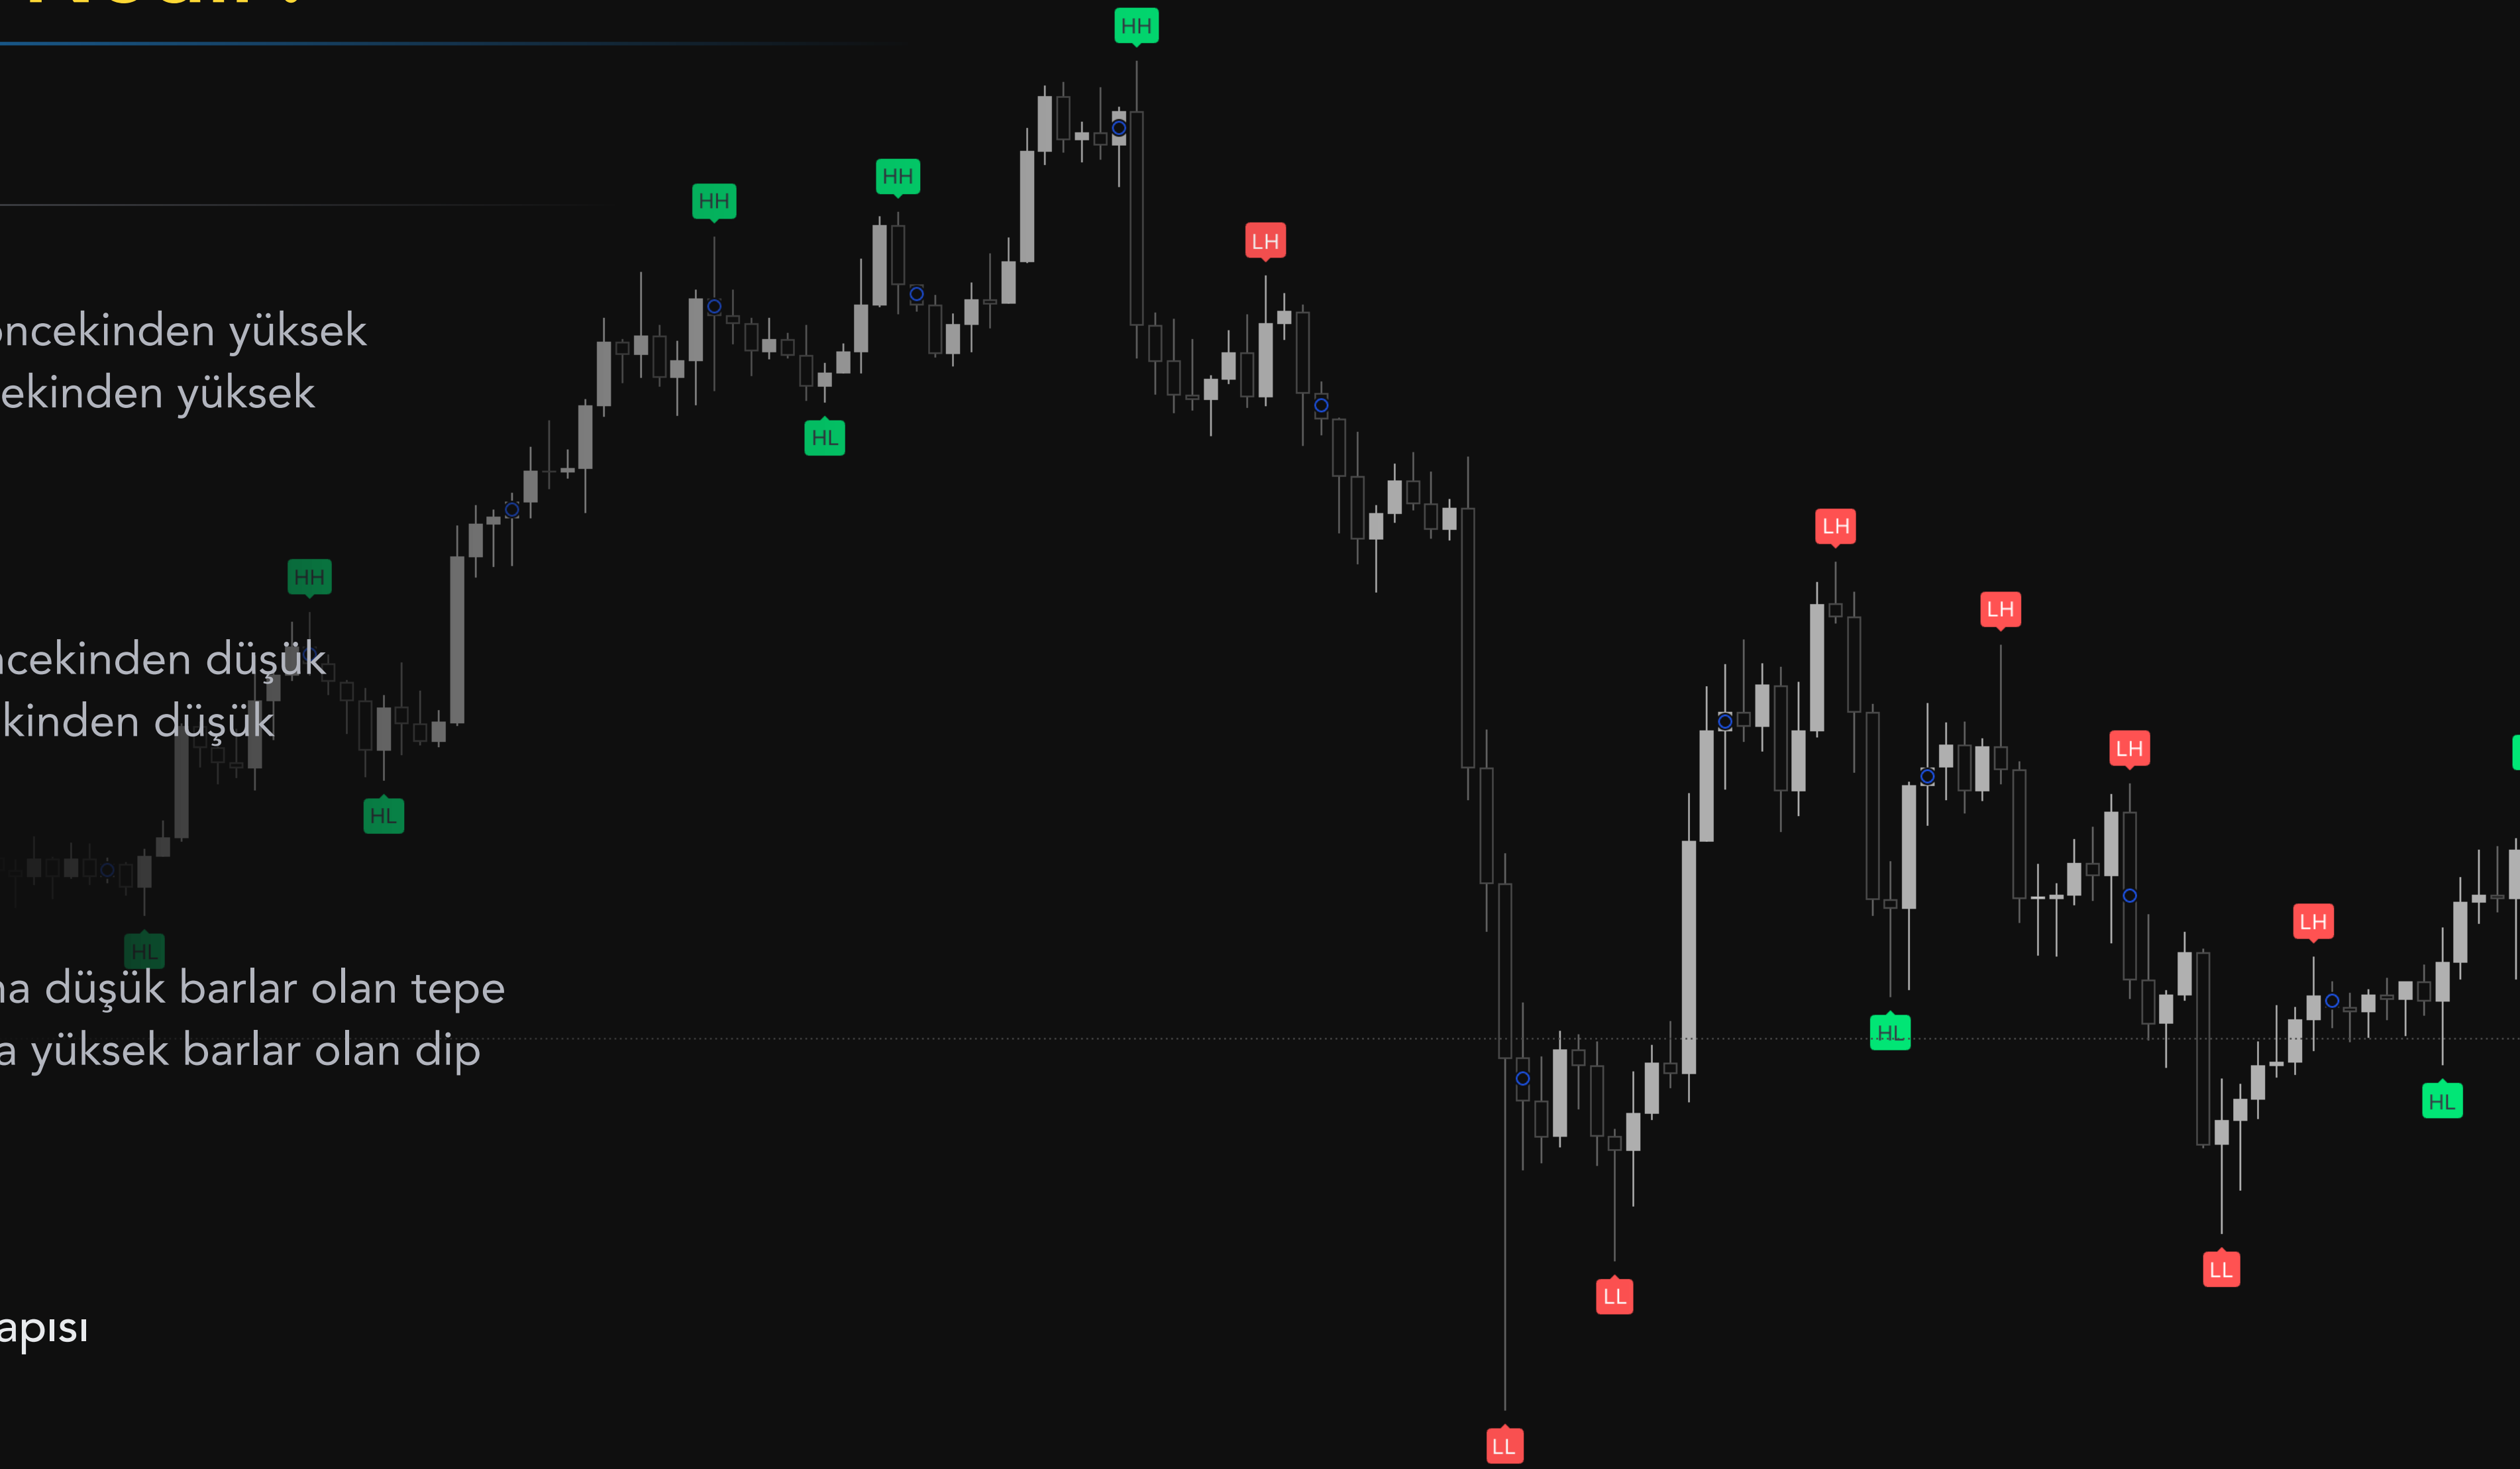 HH
HH
HH
LH
öncekinden yüksek
ekinden yüksek
HL
LH
HH
LH
cekinden düşük
kinden düşük
LH
HL
LH
HL
düşük barlar olan tepe
yüksek barlar olan dip
HL
HL
LL
LL
apısı
LL